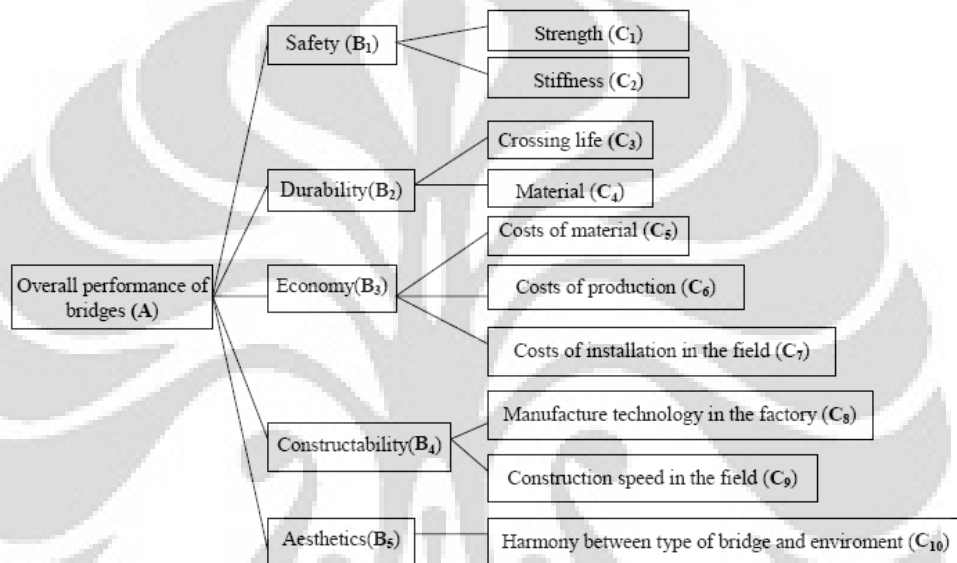 Safety (B₁)
Strength (C₁)
Stiffness (C₂)
Durability(B₂)
Crossing life (C₃)
Material (C₄)
Overall performance of
bridges (A)
Economy(B₃)
Costs of material (C₅)
Costs of production (C₆)
Costs of installation in the field (C₇)
Constructability(B₄)
Manufacture technology in the factory (C₈)
Construction speed in the field (C₉)
Aesthetics(B₅)
Harmony between type of bridge and enviroment (C₁₀)